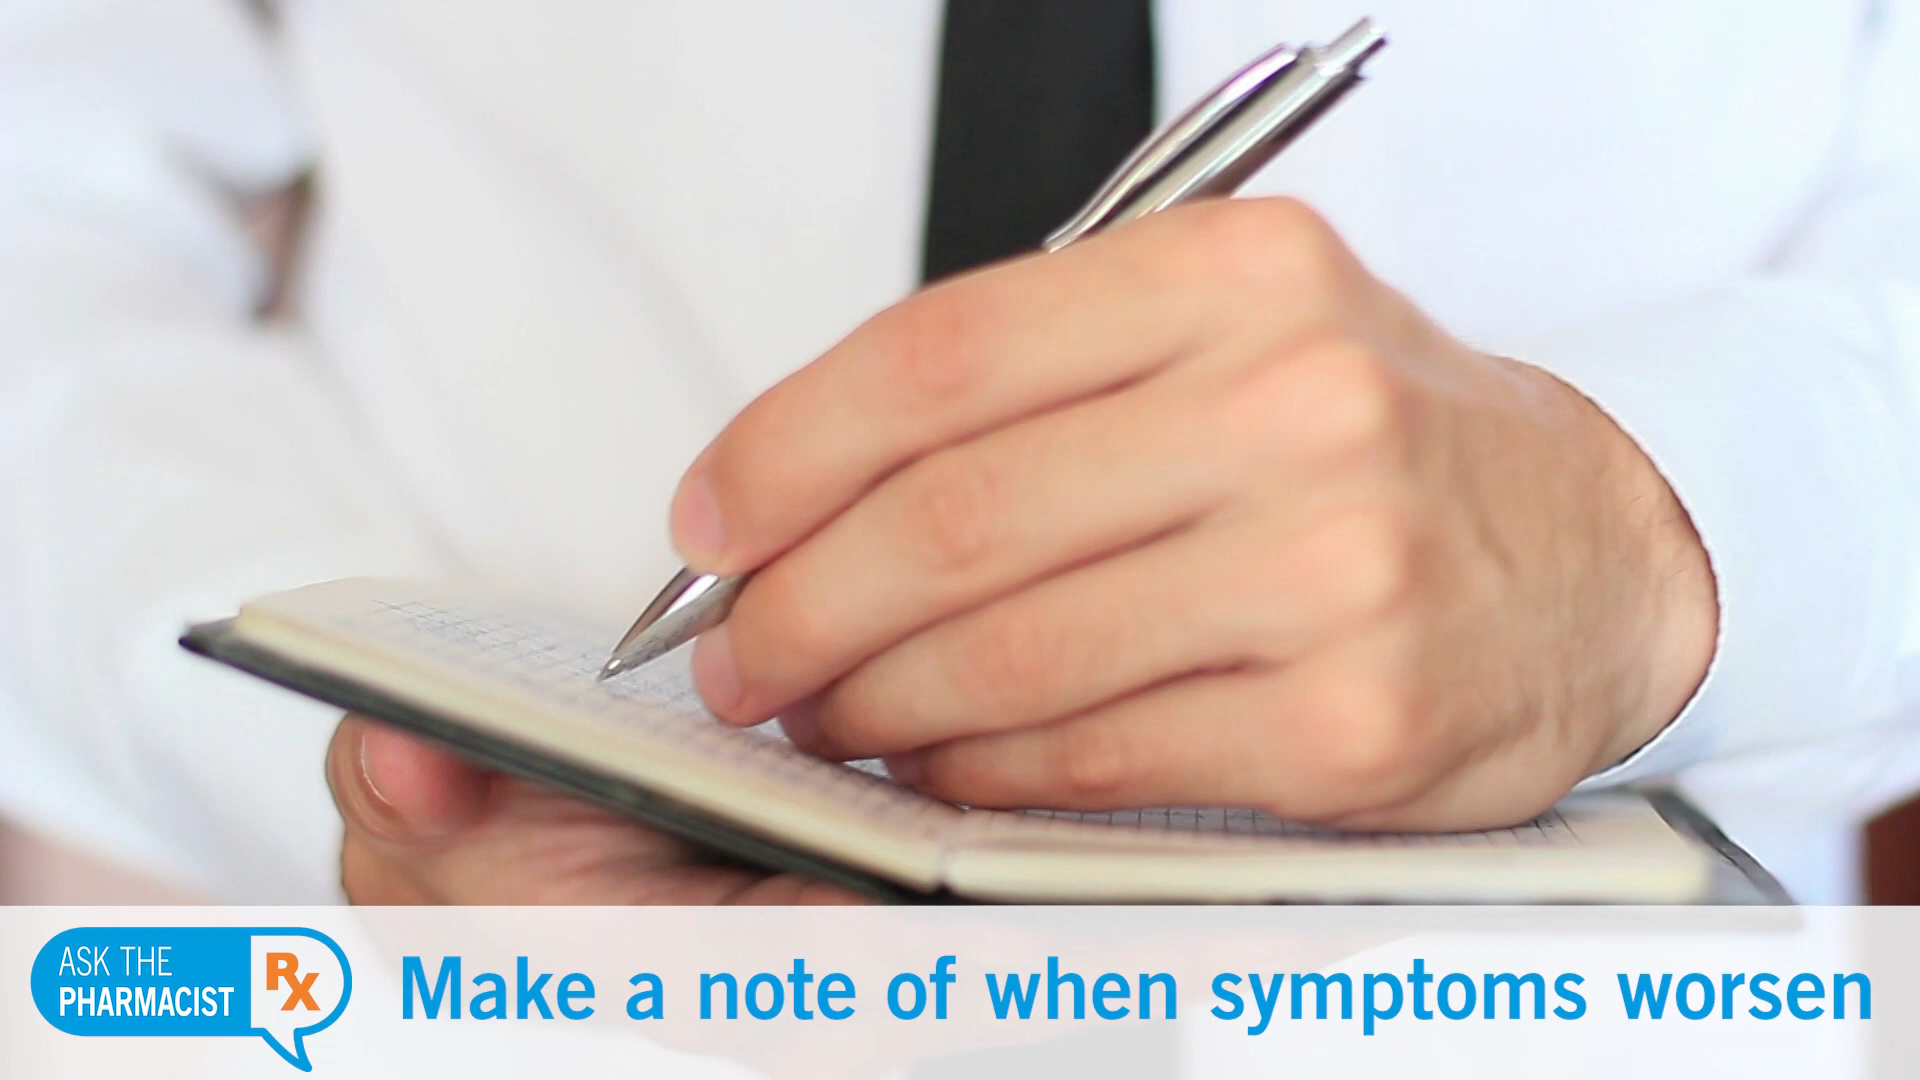 ASK THE
PHARMACIST
Rx
Make a note of when symptoms worsen